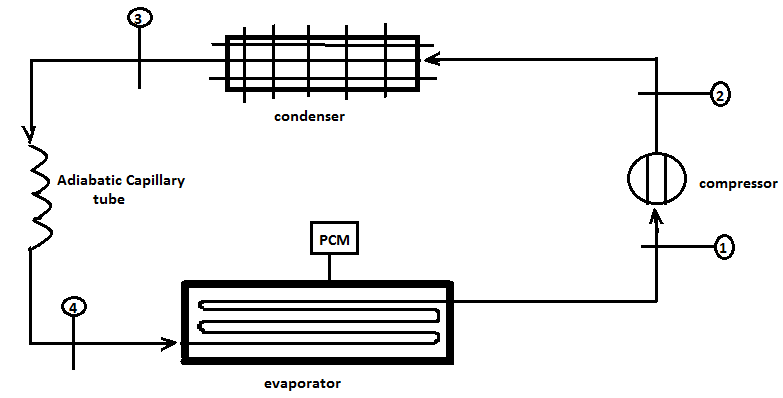 3
condenser
2
Adiabatic Capillary
tube
compressor
PCM
1
4
evaporator